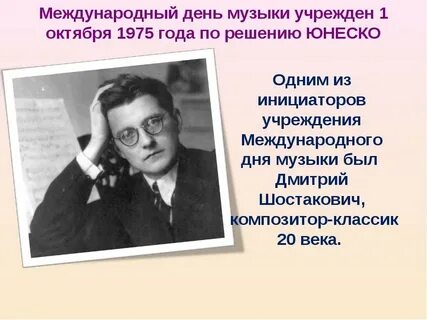 Международный день музыки учрежден 1
октября 1975 года по решению ЮНЕСКО
Одним из
инициаторов
учреждения
Международного
дня музыки был
Дмитрий
Шостакович,
композитор-классик
20 века.